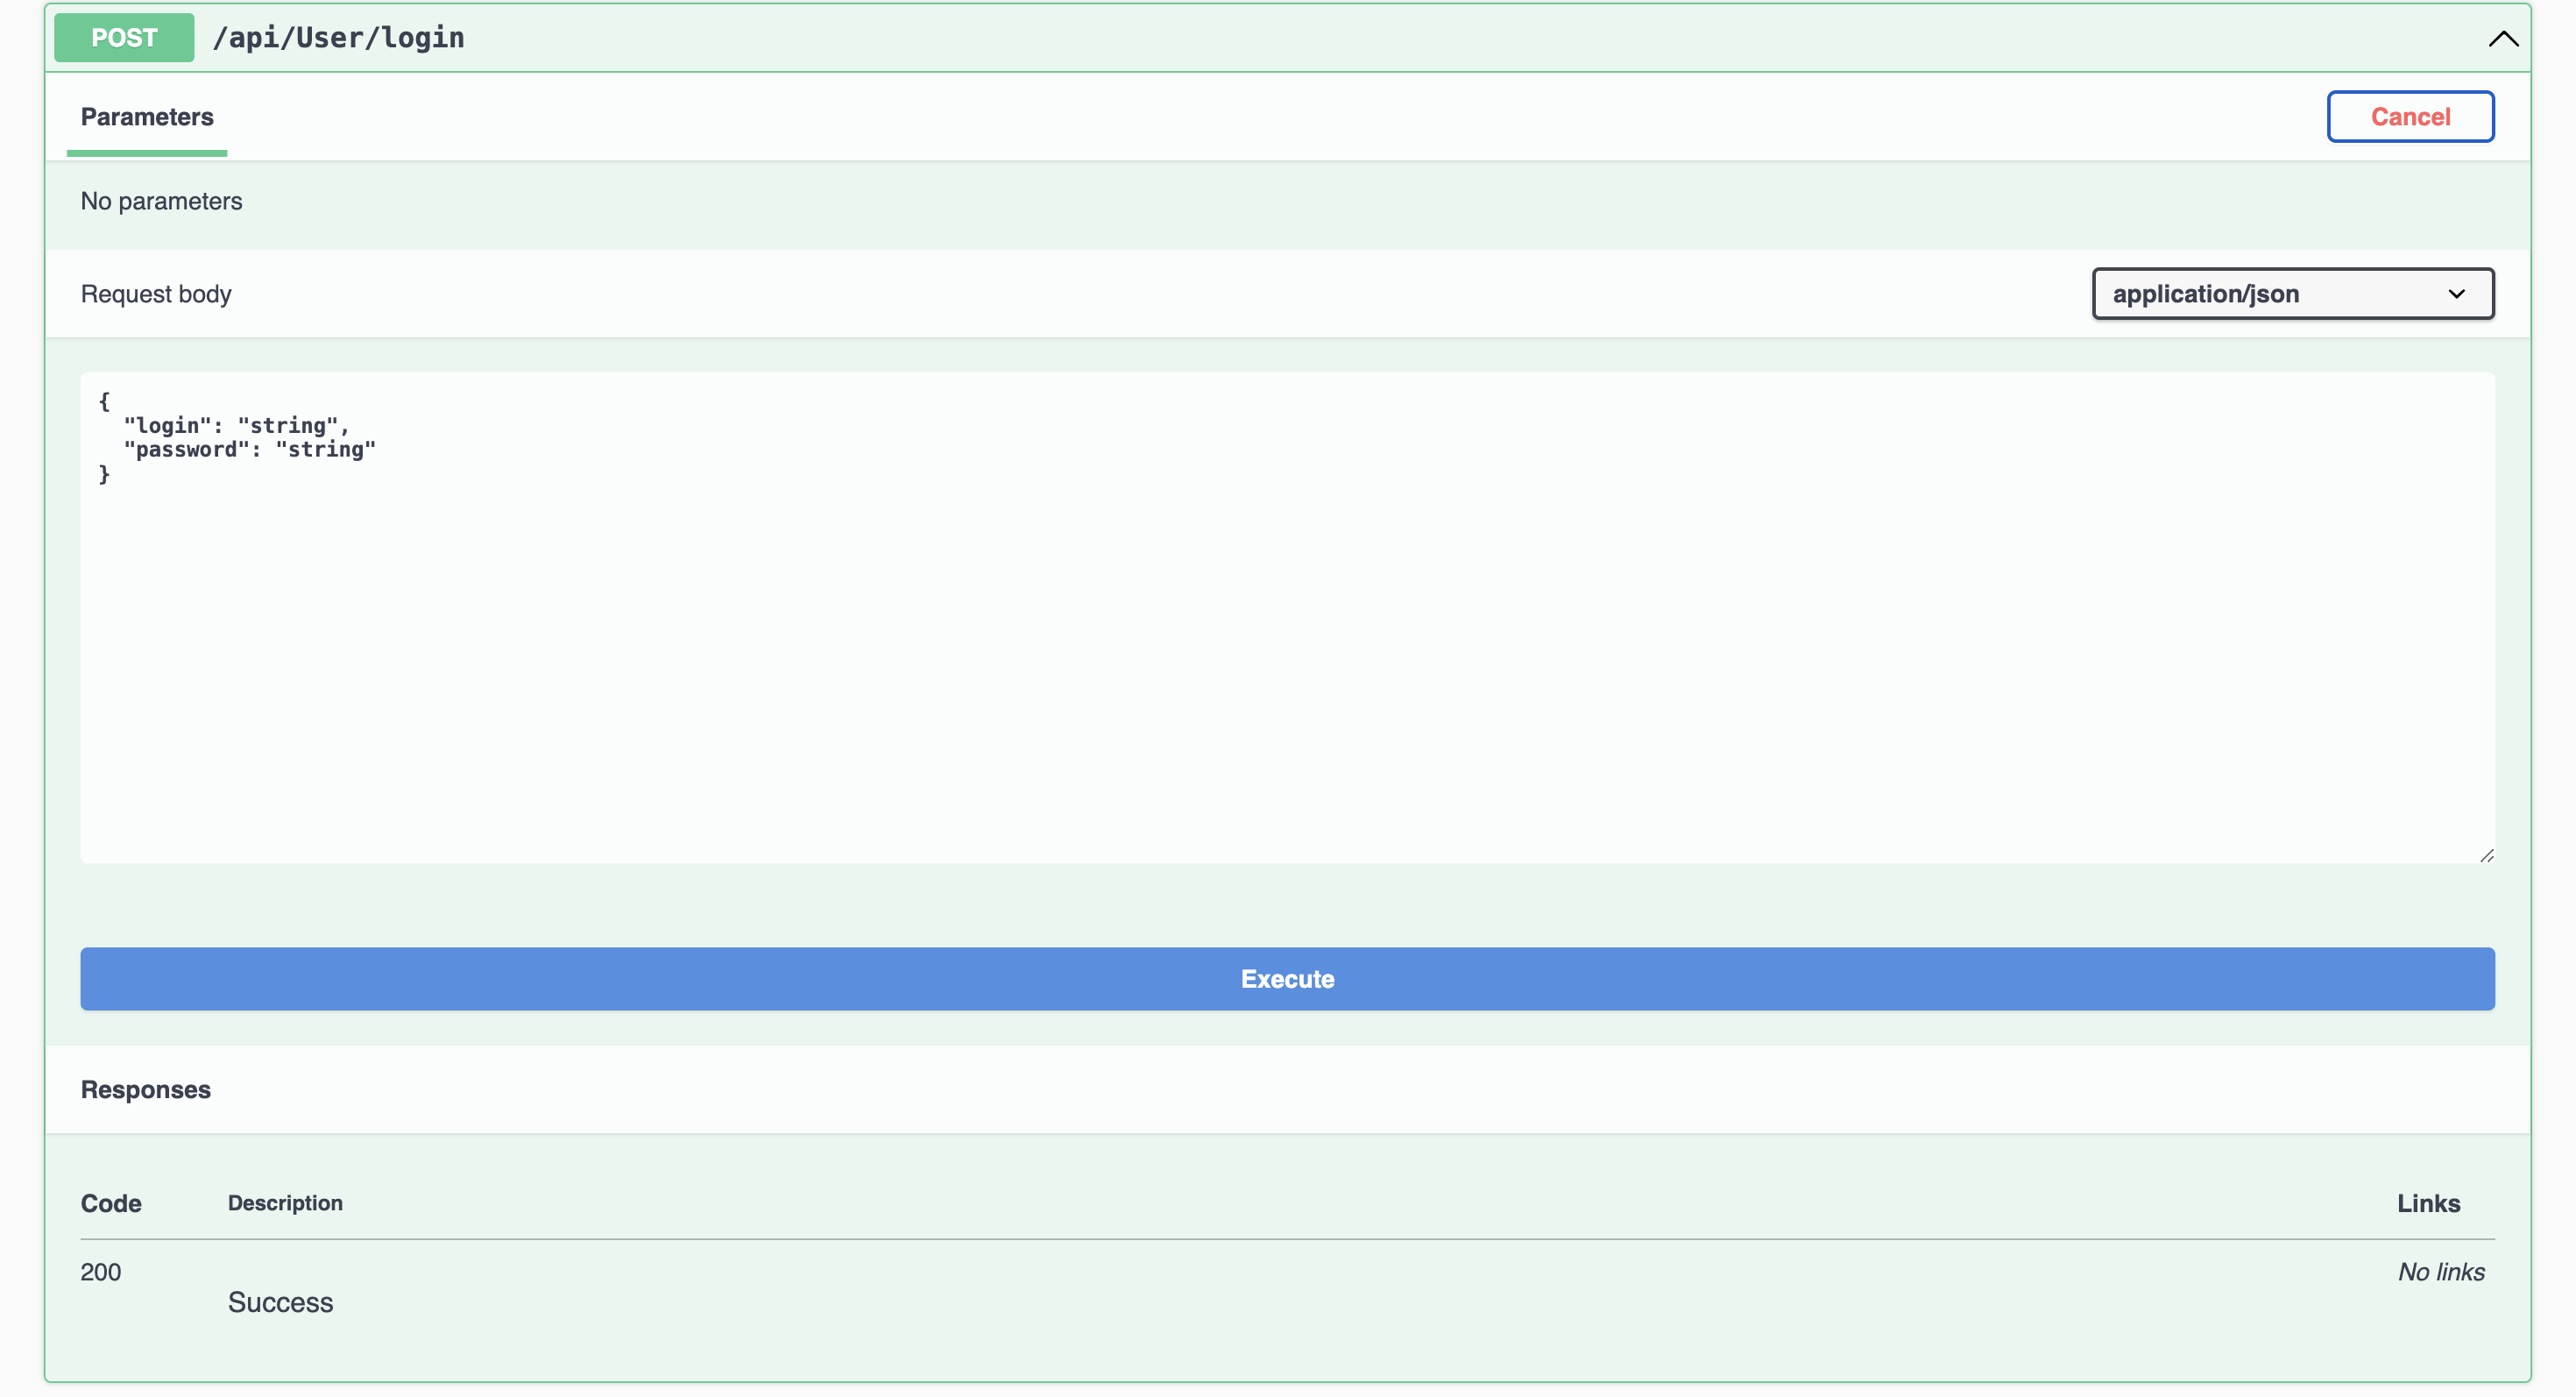 POST /api/User/login
Parameters
Cancel
No parameters
Request body
application/json
{
  "login": "string",
  "password": "string"
}
Execute
Responses
Code Description Links
200 No links
Success